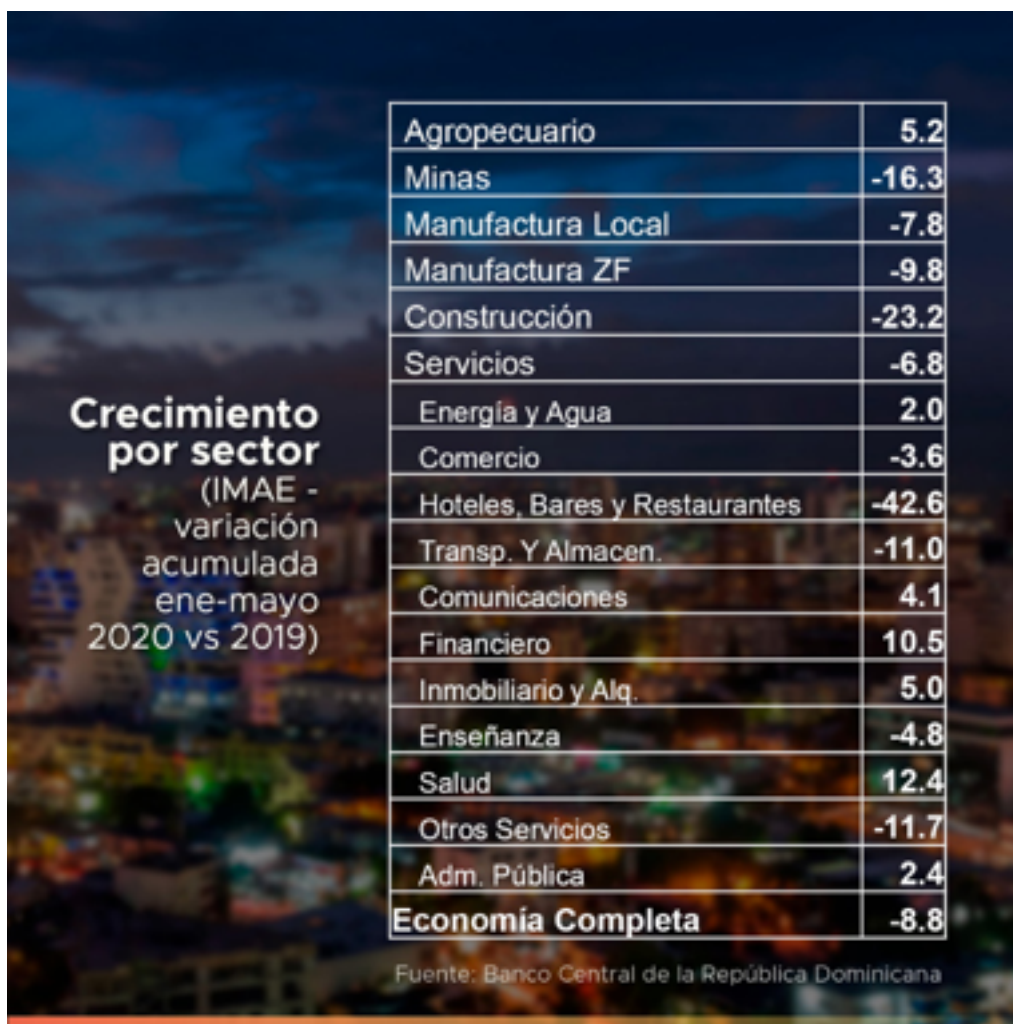 Crecimiento
por sector
(IMAE -
variación
acumulada
ene-mayo
2020 vs 2019)
Agropecuario 5.2
Minas -16.3
Manufactura Local -7.8
Manufactura ZF -9.8
Construcción -23.2
Servicios -6.8
Energía y Agua 2.0
Comercio -3.6
Hoteles, Bares y Restaurantes -42.6
Transp. Y Almacen. -11.0
Comunicaciones 4.1
Financiero 10.5
Inmobiliario y Alq. 5.0
Enseñanza -4.8
Salud 12.4
Otros Servicios -11.7
Adm. Pública 2.4
Economía Completa -8.8
Fuente: Banco Central de la República Dominicana